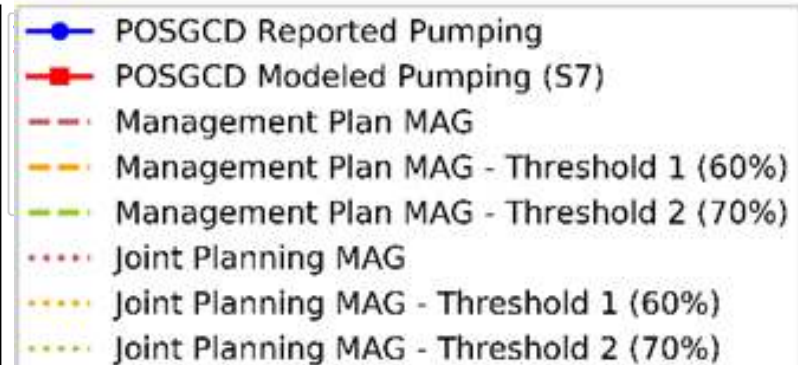 POSGCD Reported Pumping
POSGCD Modeled Pumping (S7)
Management Plan MAG
Management Plan MAG - Threshold 1 (60%)
Management Plan MAG - Threshold 2 (70%)
Joint Planning MAG
Joint Planning MAG - Threshold 1 (60%)
Joint Planning MAG - Threshold 2 (70%)